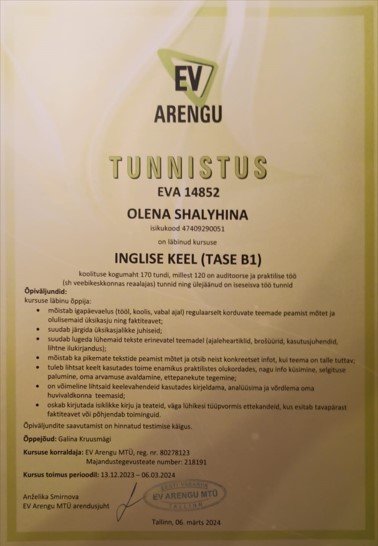 EV
ARENGU
TUNNISTUS
EVA 14852
OLENA SHALYHINA
isikukood 47409290051
on läbinud kursuse
INGLISE KEEL (TASE B1)
koolituse kogumaht 170 tundi, millest 120 on auditoorse ja praktilise töö
(sh veebikeskkonnas reaalajas) tunnid ning ülejäänud on iseseisva töö tunnid
Õpiväljundid:
kursuse läbinu õppija:
• mõistab igapäevaelus (tööl, koolis, vabal ajal) regulaarselt korduvate teemade peamist mõtet ja
olulisemaid üksikasju ning faktiteavet;
• suudab järgida üksikasjalikke juhiseid;
• suudab lugeda lühemaid tekste erinevatel teemadel (ajaleheartiklid, brošüürid, kasutusjuhendid,
lihtne ilukirjandus);
• mõistab ka pikemate tekstide peamist mõtet ja otsib neist konkreetset infot, kui teema on talle tuttav;
• tuleb lihtsat keelt kasutades toime enamikus praktilistes olukordades, nagu info küsimine, selgituse
palumine, oma arvamuse avaldamine, ettepanekute tegemine;
• on võimeline lihtsaid keelevahendeid kasutades kirjeldama, analüüsima ja võrdlema oma
huvivaldkonna teemasid;
• oskab kirjutada isiklikke kirju ja teateid, väga lühikesi tüüpvormis ettekandeid, kus esitab tavapärast
faktiteavet või põhjendab toiminguid.
Õpiväljundite saavutamist on hinnatud testimise käigus.
Õppejõud: Galina Kruusmägi
Kursuse korraldaja: EV Arengu MTÜ, reg. nr. 80278123
Majandustegevusteate number: 218191
Kursus toimus perioodil: 13.12.2023 – 06.03.2024
Anželika Smirnova
EV Arengu MTÜ arendusjuht
EV ARENGU MTÜ
TALLINN
Tallinn, 06. märts 2024